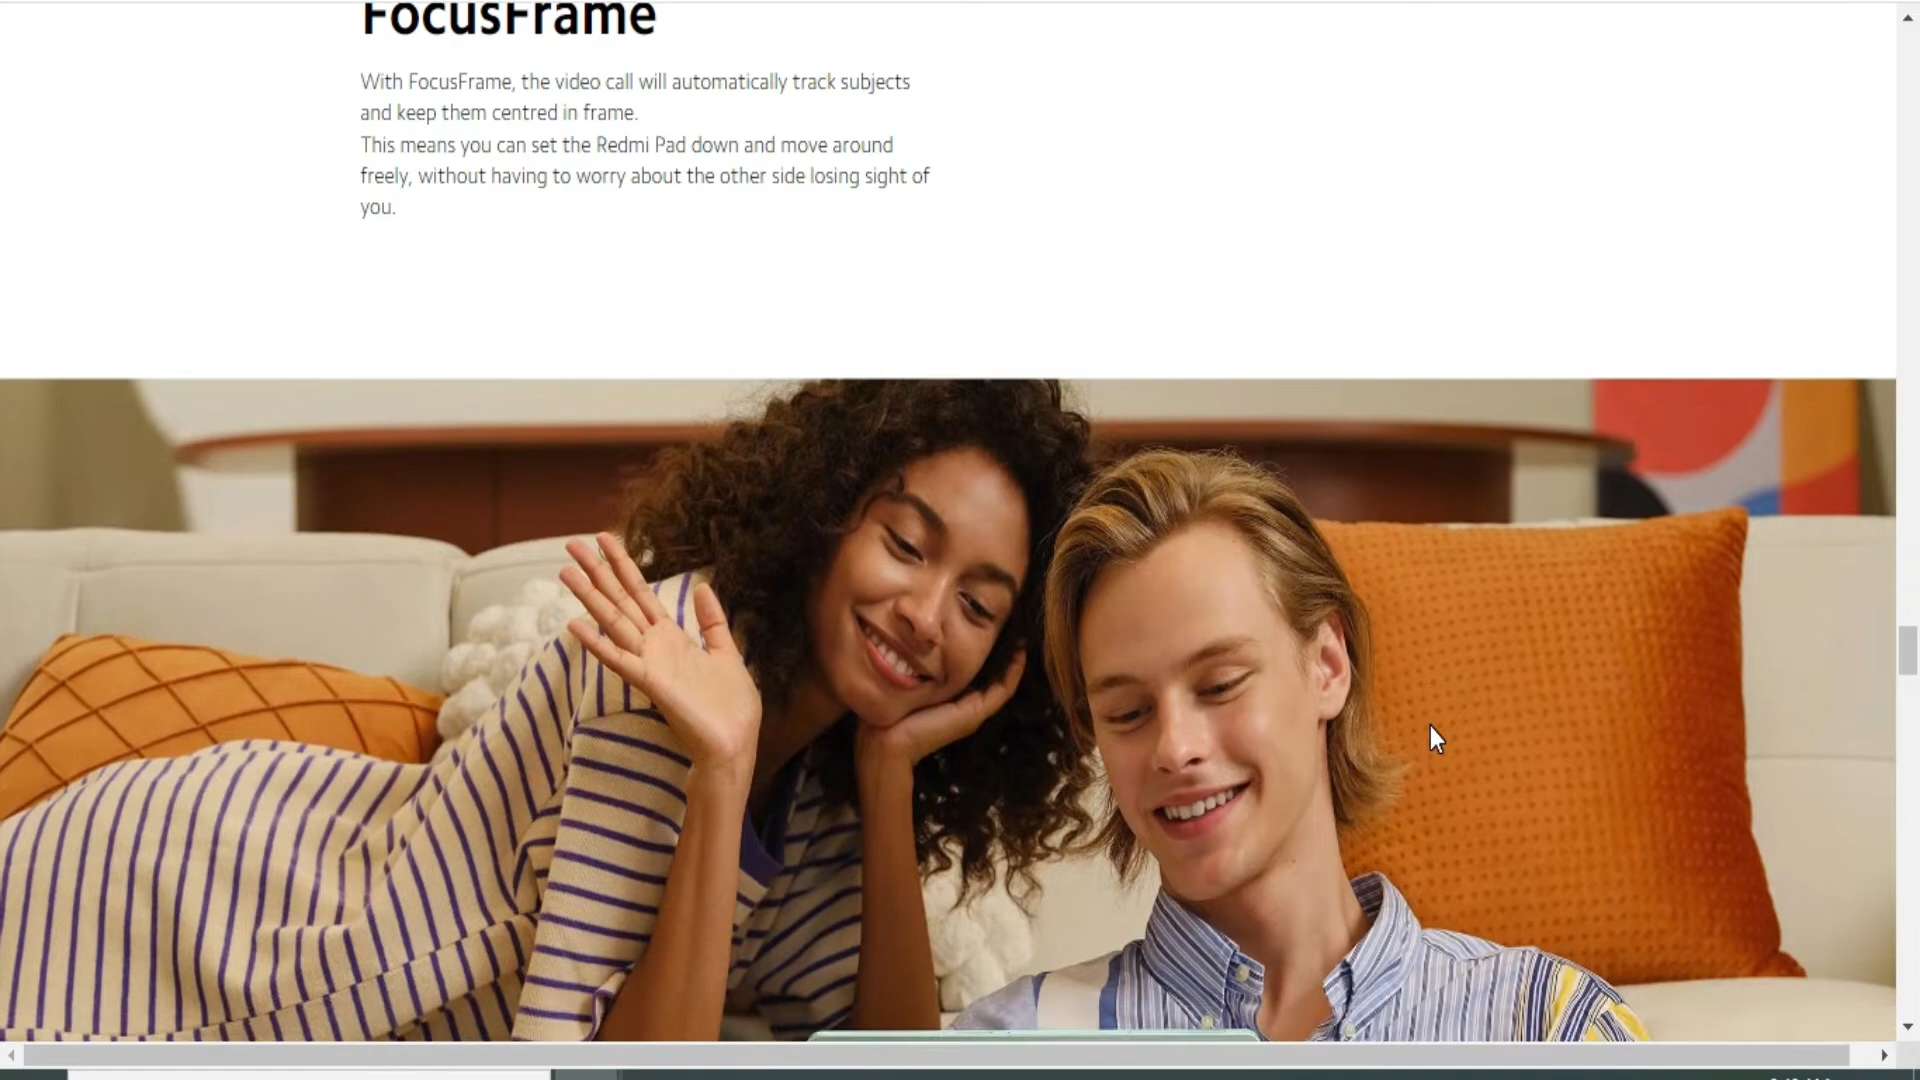 FocusFrame
With FocusFrame, the video call will automatically track subjects
and keep them centred in frame.
This means you can set the Redmi Pad down and move around
freely, without having to worry about the other side losing sight of
you.